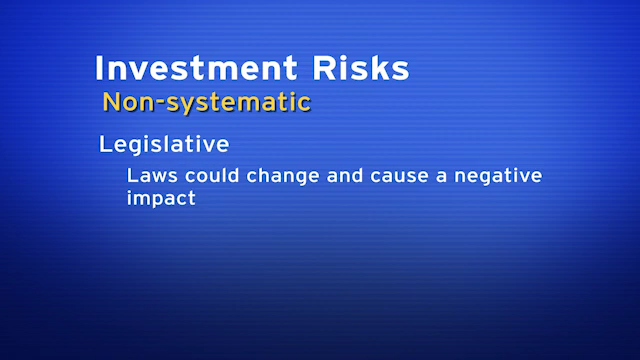 Investment Risks
Non-systematic
Legislative
Laws could change and cause a negative
impact